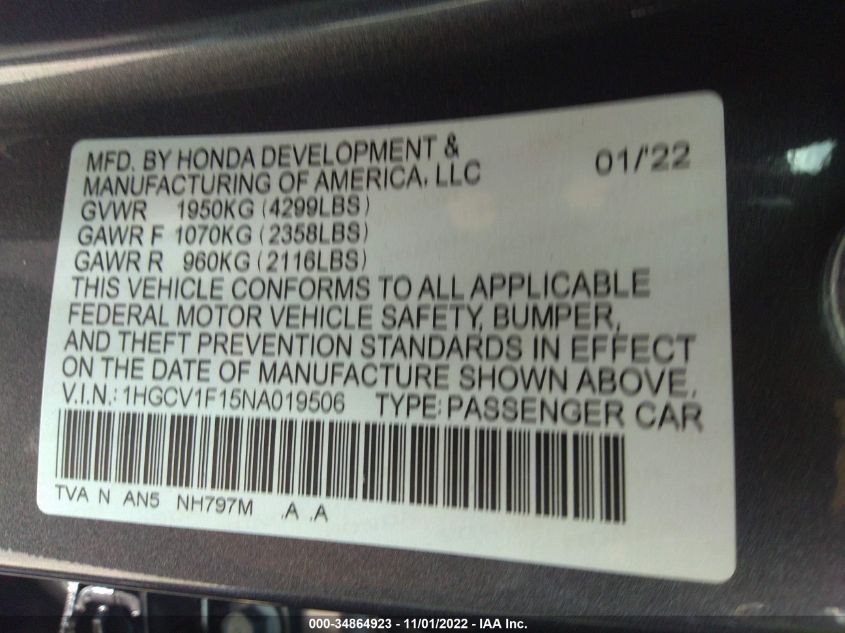 MFD. BY HONDA DEVELOPMENT & 01/'22
MANUFACTURING OF AMERICA, LLC
GVWR 1950KG (4299LBS)
GAWR F 1070KG (2358LBS)
GAWR R 960KG (2116LBS)
THIS VEHICLE CONFORMS TO ALL APPLICABLE
FEDERAL MOTOR VEHICLE SAFETY, BUMPER,
AND THEFT PREVENTION STANDARDS IN EFFECT
ON THE DATE OF MANUFACTURE SHOWN ABOVE.
V.I.N.: 1HGCV1F15NA019506 TYPE: PASSENGER CAR
TVA N AN5 NH797M .A .A
000-34864923 - 11/01/2022 - IAA Inc.